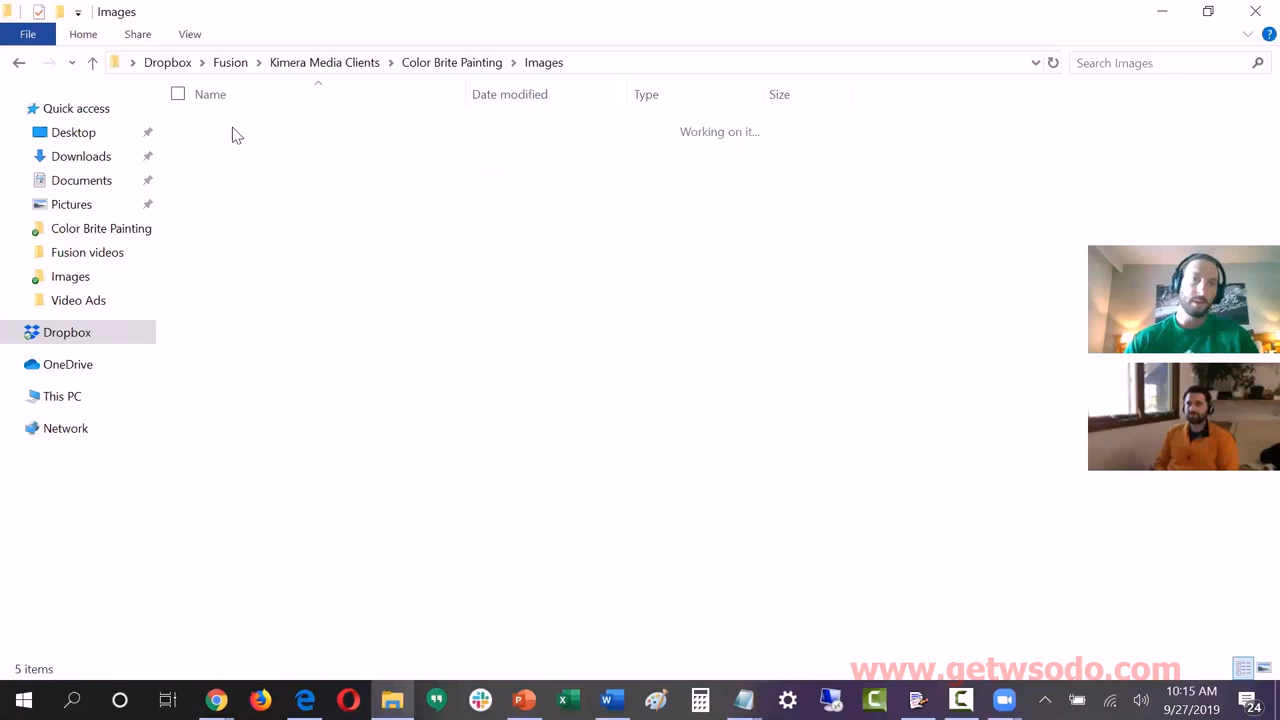 Images
File Home Share View
Dropbox Fusion Kimera Media Clients Color Brite Painting Images
Search Images
Name Date modified Type Size
Working on it...
Quick access
Desktop
Downloads
Documents
Pictures
Color Brite Painting
Fusion videos
Images
Video Ads
Dropbox
OneDrive
This PC
Network
5 items
www.getwsodo.com
10:15 AM
9/27/2019
24